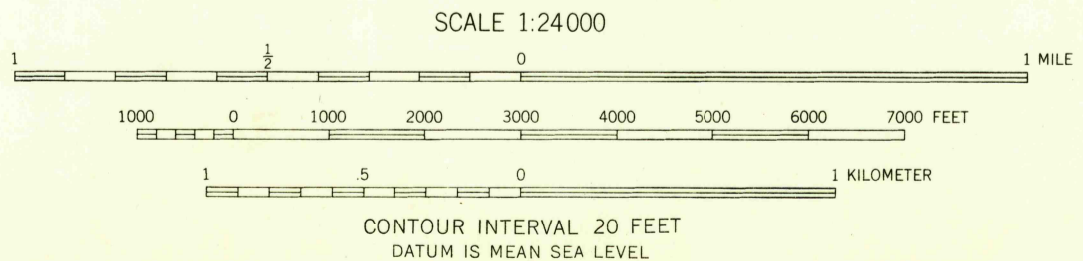 SCALE 1:24000
1 ½ 0 1 MILE
1000 0 1000 2000 3000 4000 5000 6000 7000 FEET
1 .5 0 1 KILOMETER
CONTOUR INTERVAL 20 FEET
DATUM IS MEAN SEA LEVEL